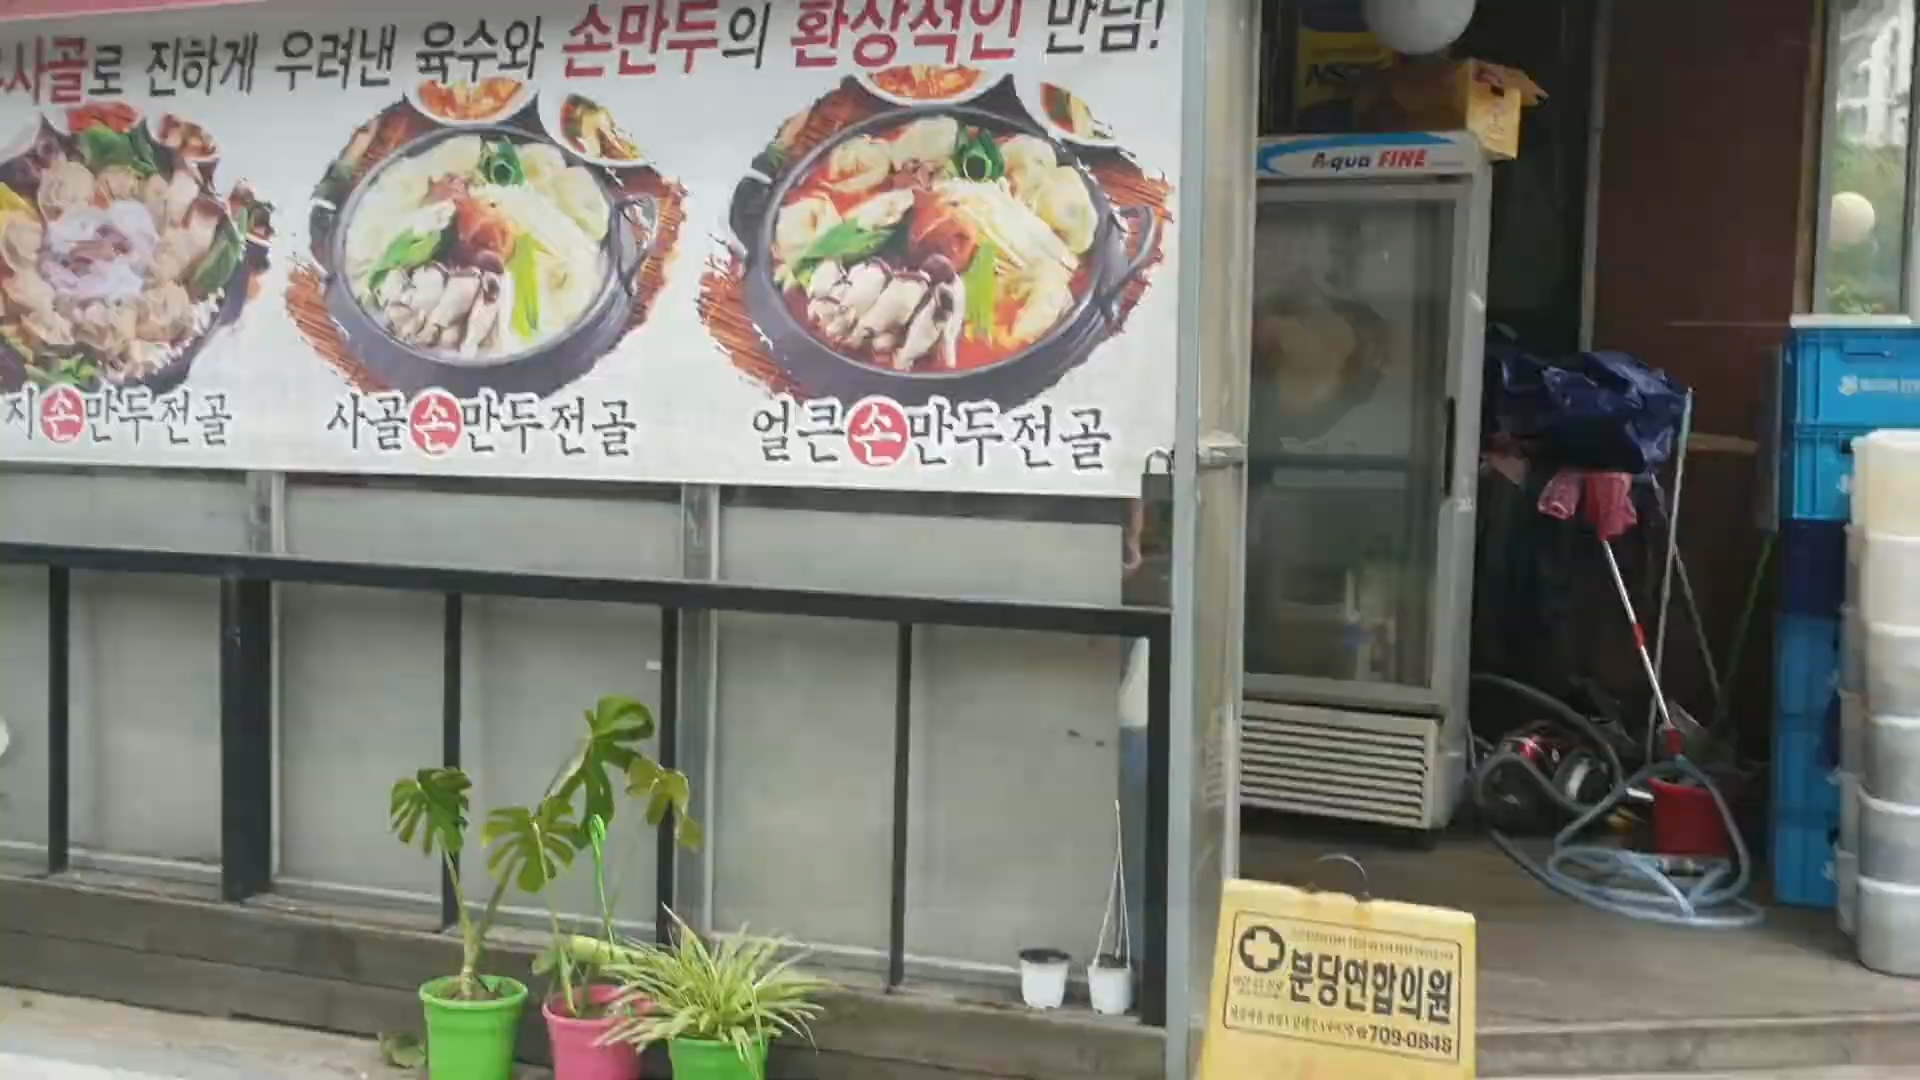 사골로 진하게 우려낸 육수와 손만두의 환상적인 만남!
지손만두전골
사골손만두전골
얼큰손만두전골
Aqua FINE
분당연합의원
709-0848